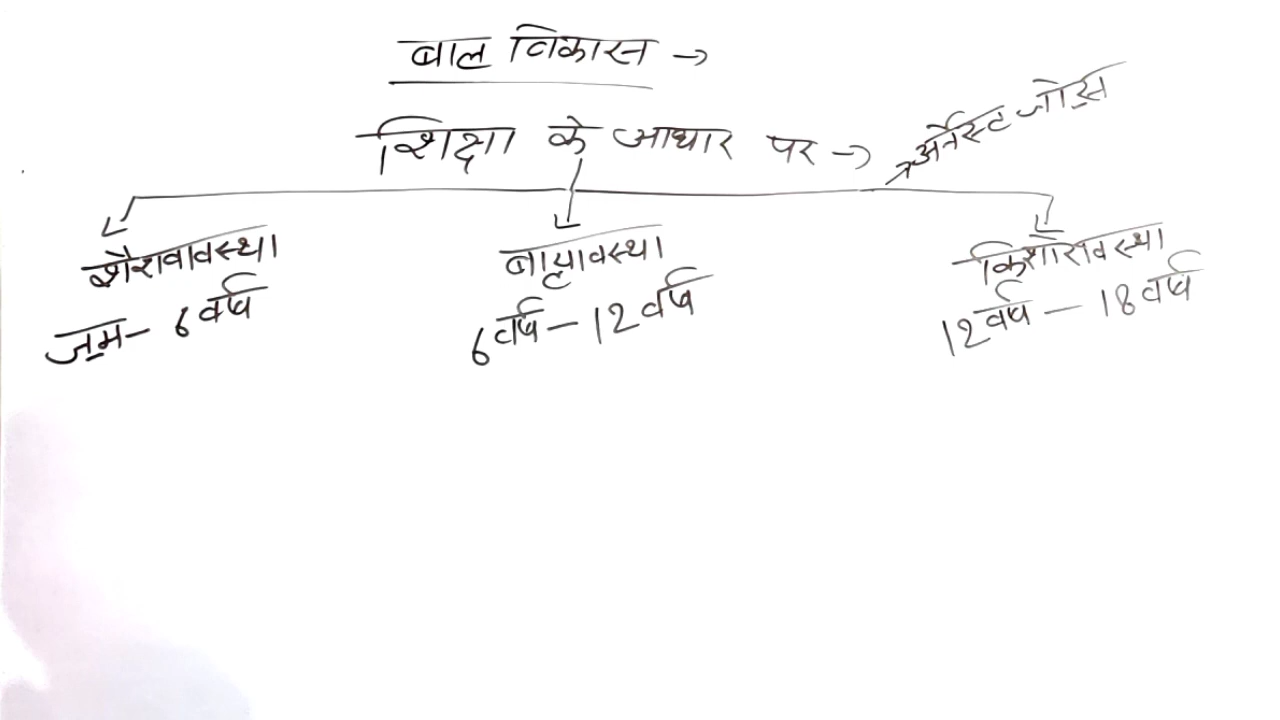 बाल विकास →
शिक्षा के आधार पर →
अर्नेस्ट जोन्स
शैशवावस्था
जन्म - 6 वर्ष
बाल्यावस्था
6 वर्ष - 12 वर्ष
किशोरावस्था
12 वर्ष - 18 वर्ष